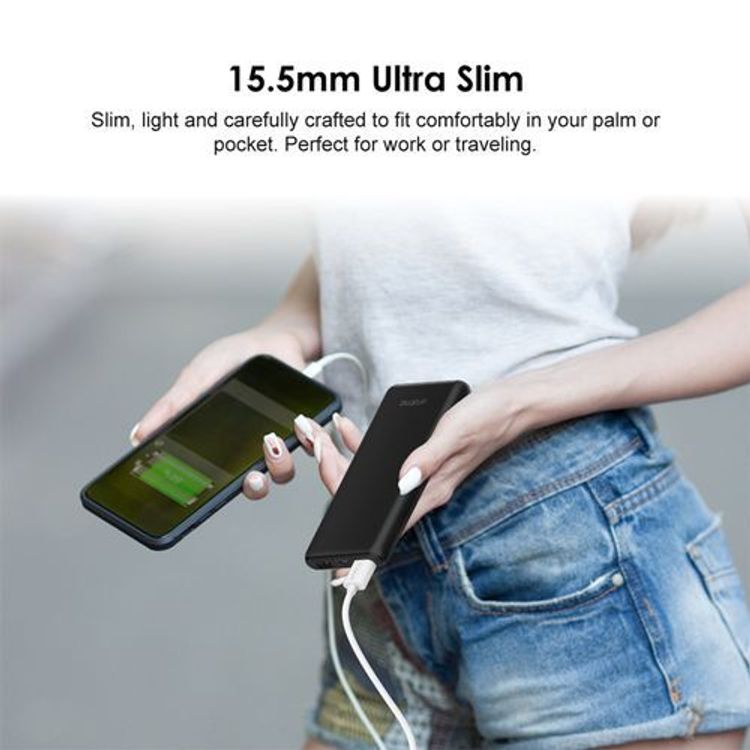 15.5mm Ultra Slim
Slim, light and carefully crafted to fit comfortably in your palm or
pocket. Perfect for work or traveling.